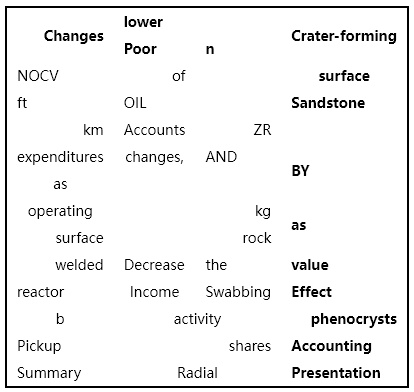 lower
Changes Crater-forming
Poor n
NOCV of surface
ft OIL Sandstone
km Accounts ZR
expenditures changes, AND
BY
as
operating kg
as
surface rock
welded Decrease the value
reactor Income Swabbing Effect
b activity phenocrysts
Pickup shares Accounting
Summary Radial Presentation